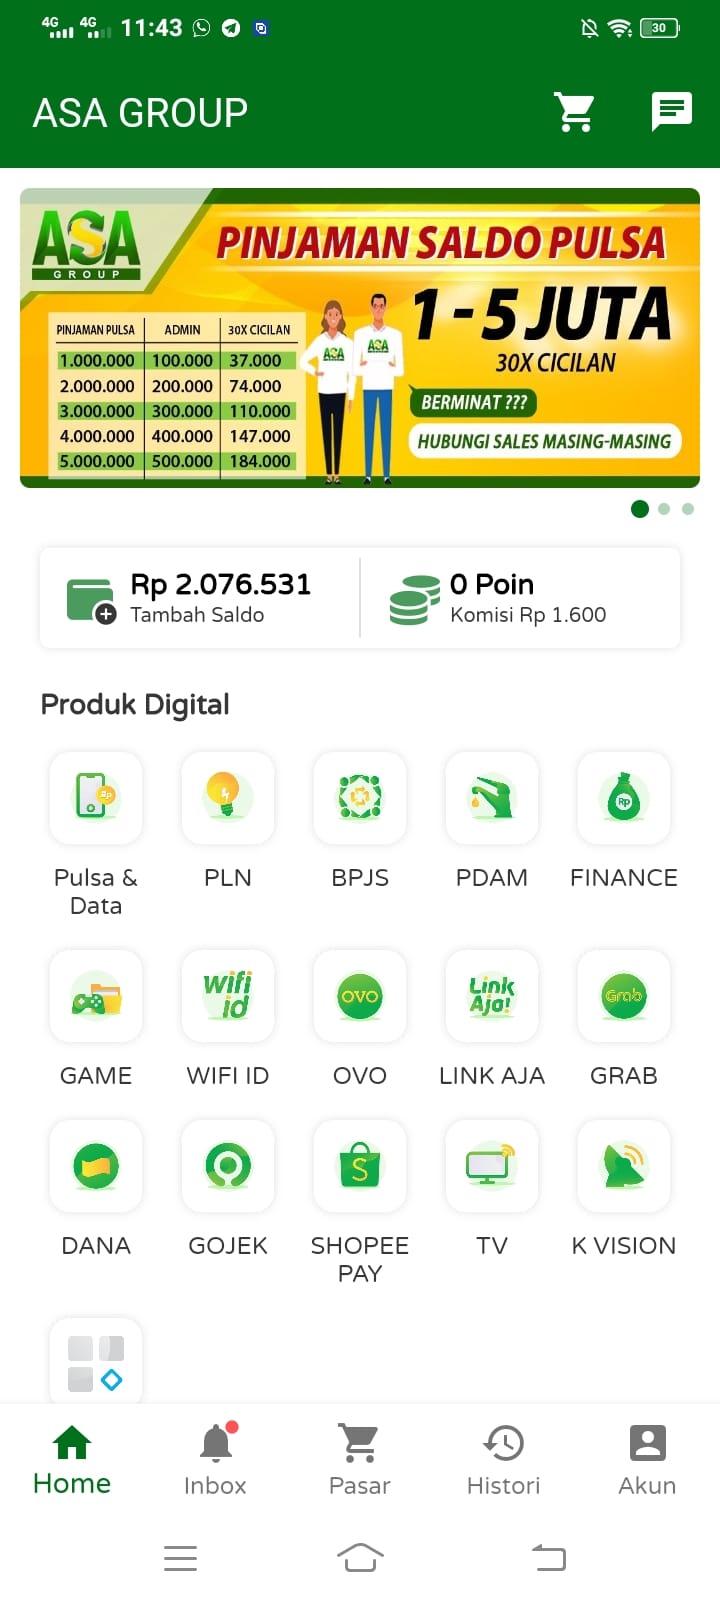 4G 4G 11:43 30
ASA GROUP
ASA
GROUP
PINJAMAN SALDO PULSA
1-5 JUTA
30X CICILAN
PINJAMAN PULSA ADMIN 30X CICILAN
1.000.000 100.000 37.000
2.000.000 200.000 74.000
3.000.000 300.000 110.000
4.000.000 400.000 147.000
5.000.000 500.000 184.000
ASA
ASA
BERMINAT ???
HUBUNGI SALES MASING-MASING
Rp 2.076.531
Tambah Saldo
0 Poin
Komisi Rp 1.600
Produk Digital
Rp
Rp
Pulsa &
Data
PLN
BPJS
PDAM
FINANCE
wifi
id
OVO
Link
Aja!
Grab
GAME
WIFI ID
OVO
LINK AJA
GRAB
S
DANA
GOJEK
SHOPEE
PAY
TV
K VISION
Home
Inbox
Pasar
Histori
Akun